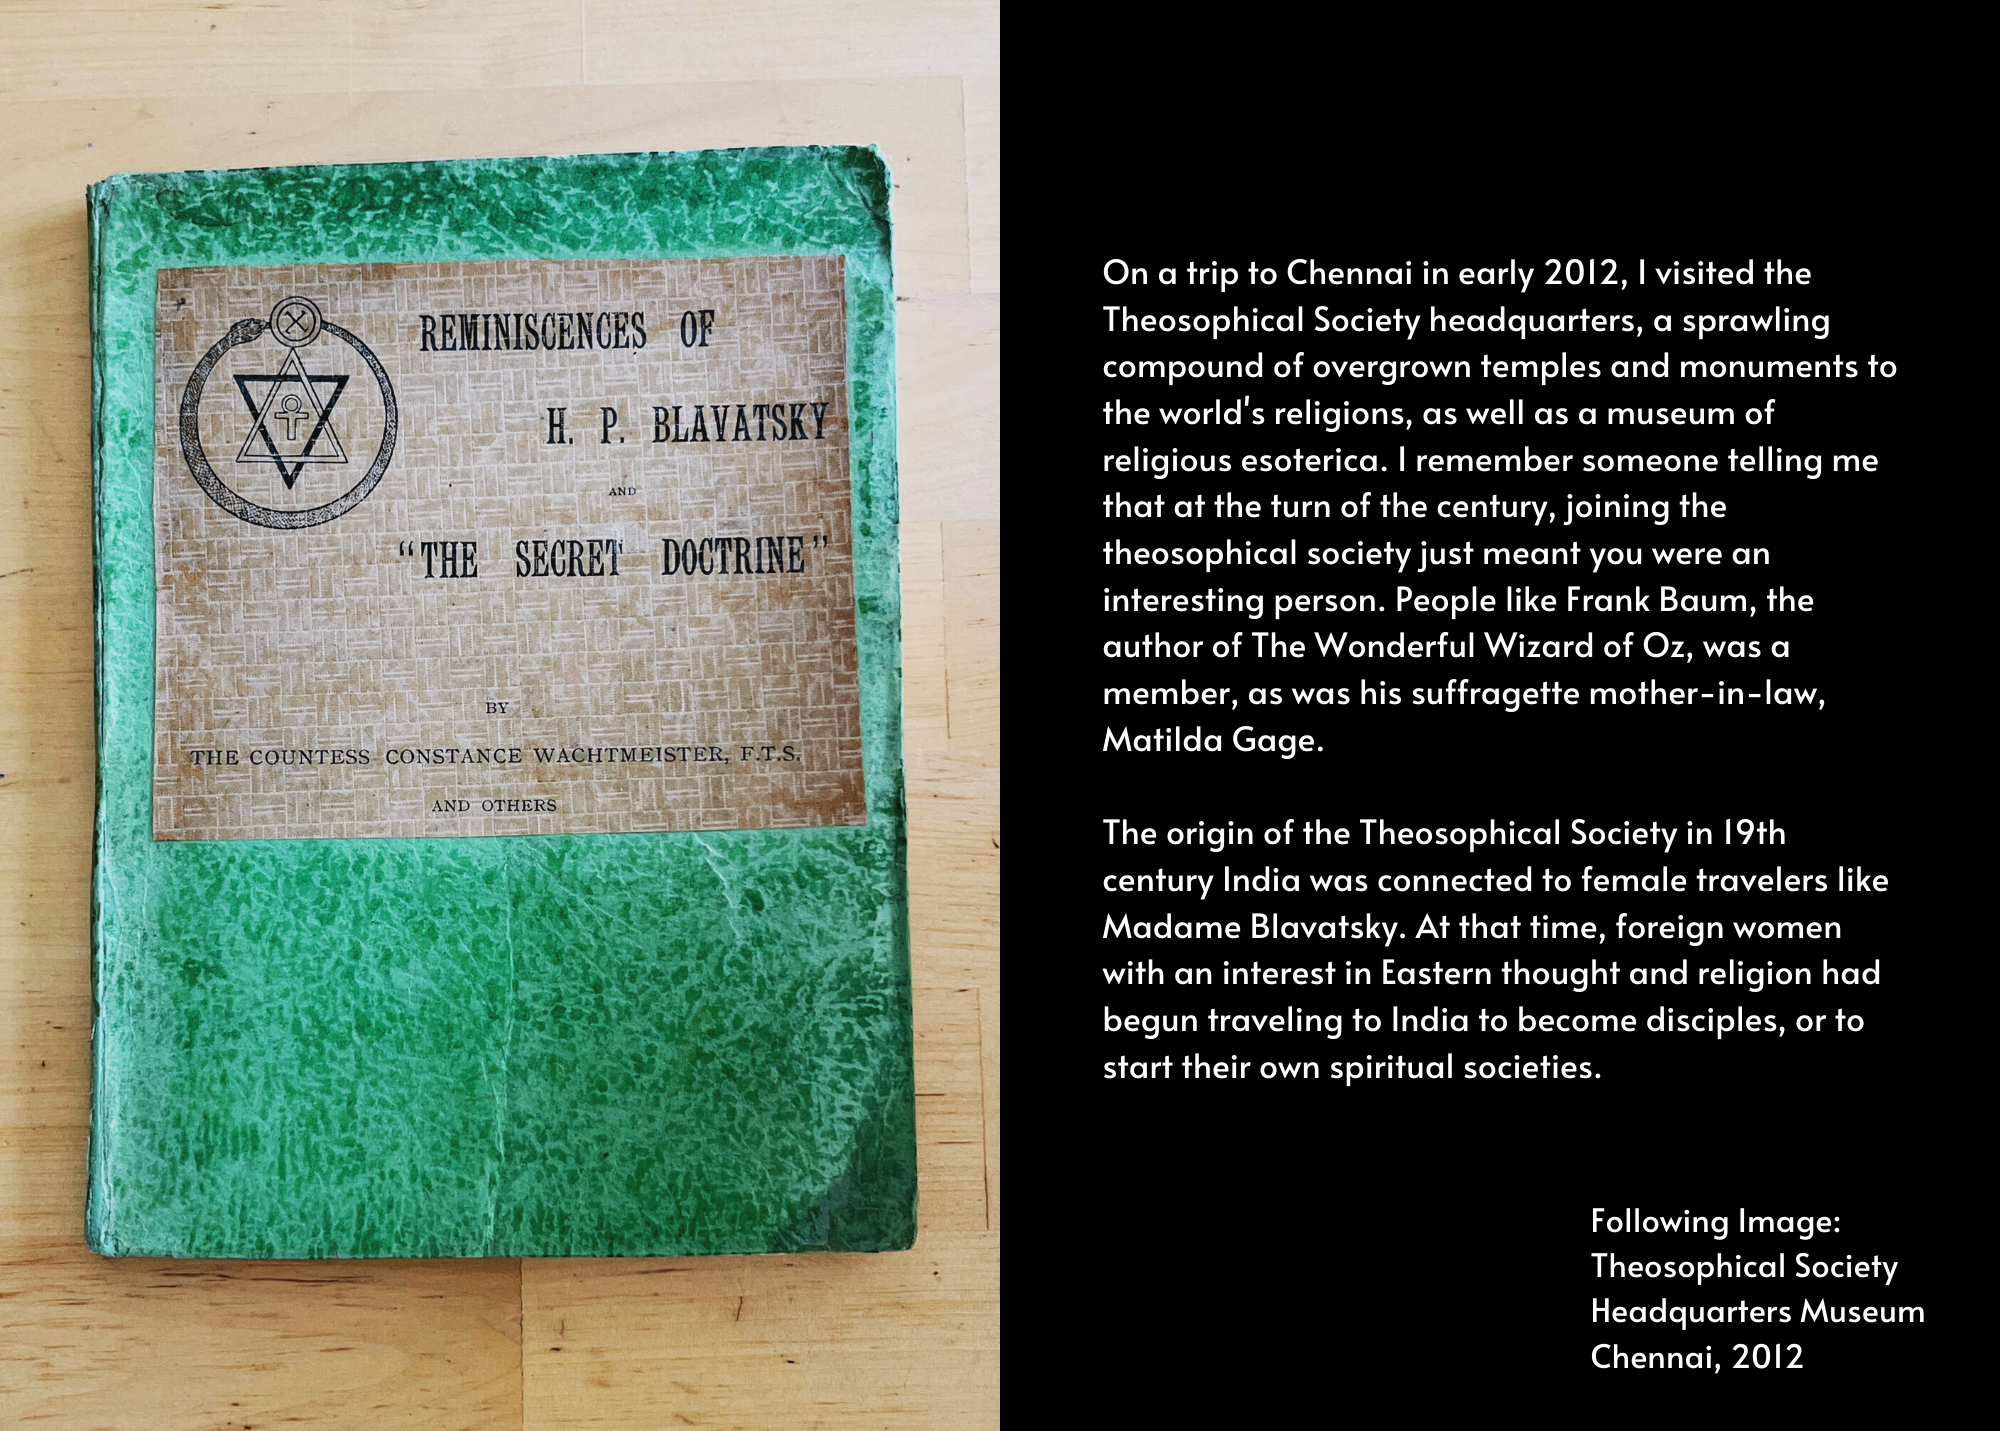 REMINISCENCES OF
H. P. BLAVATSKY
AND
“THE SECRET DOCTRINE”
BY
THE COUNTESS CONSTANCE WACHTMEISTER, F.T.S.
AND OTHERS
On a trip to Chennai in early 2012, I visited the
Theosophical Society headquarters, a sprawling
compound of overgrown temples and monuments to
the world's religions, as well as a museum of
religious esoterica. I remember someone telling me
that at the turn of the century, joining the
theosophical society just meant you were an
interesting person. People like Frank Baum, the
author of The Wonderful Wizard of Oz, was a
member, as was his suffragette mother-in-law,
Matilda Gage.
The origin of the Theosophical Society in 19th
century India was connected to female travelers like
Madame Blavatsky. At that time, foreign women
with an interest in Eastern thought and religion had
begun traveling to India to become disciples, or to
start their own spiritual societies.
Following Image:
Theosophical Society
Headquarters Museum
Chennai, 2012